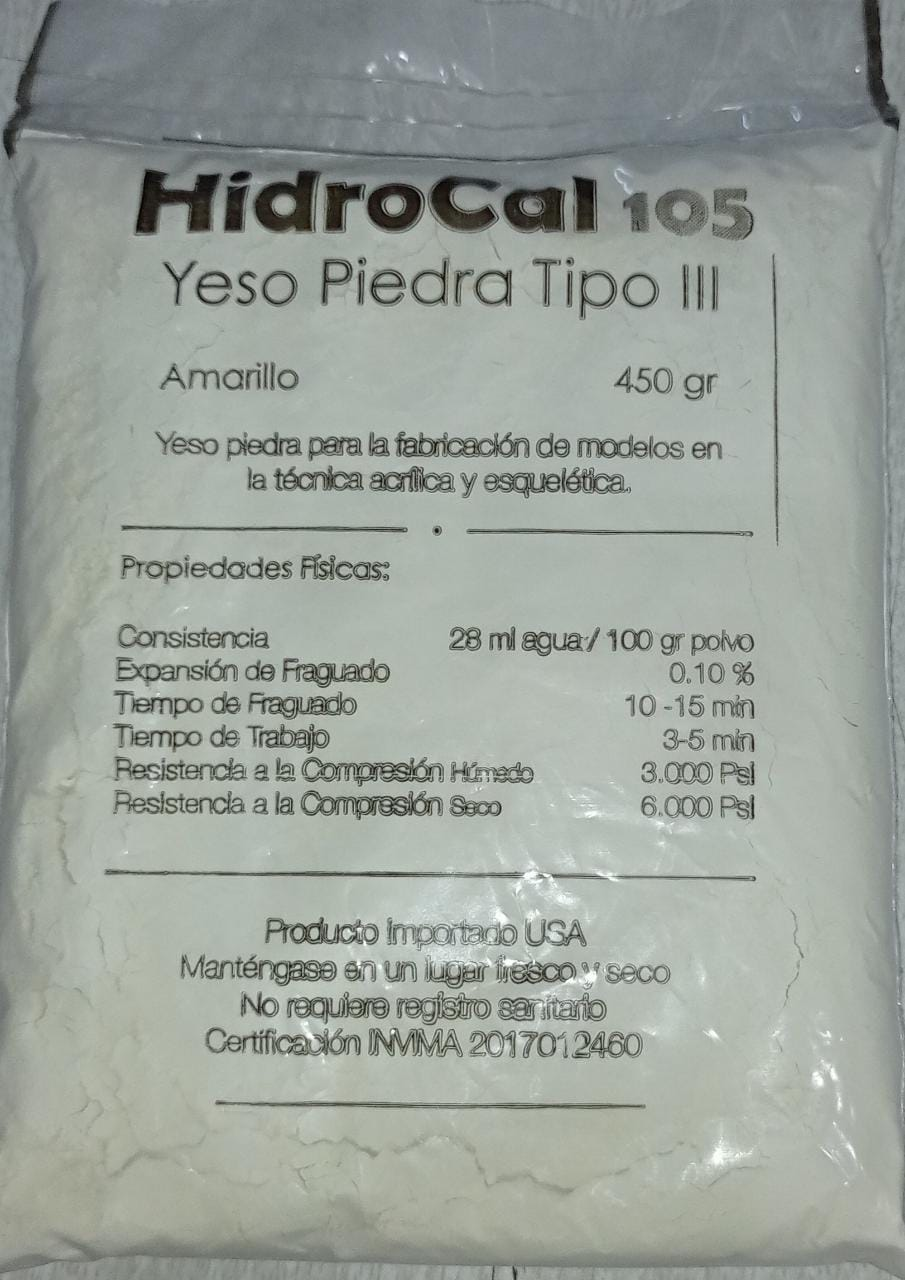 HidroCal 105
Yeso Piedra Tipo III
Amarillo 450 gr
Yeso piedra para la fabricación de modelos en
la técnica acrílica y esquelética.
Propiedades Físicas:
Consistencia 28 ml agua / 100 gr polvo
Expansión de Fraguado 0.10 %
Tiempo de Fraguado 10 -15 min
Tiempo de Trabajo 3-5 min
Resistencia a la Compresión Húmedo 3.000 Psi
Resistencia a la Compresión Seco 6.000 Psi
Producto Importado USA
Manténgase en un lugar fresco y seco
No requiere registro sanitario
Certificación INVIMA 2017012460